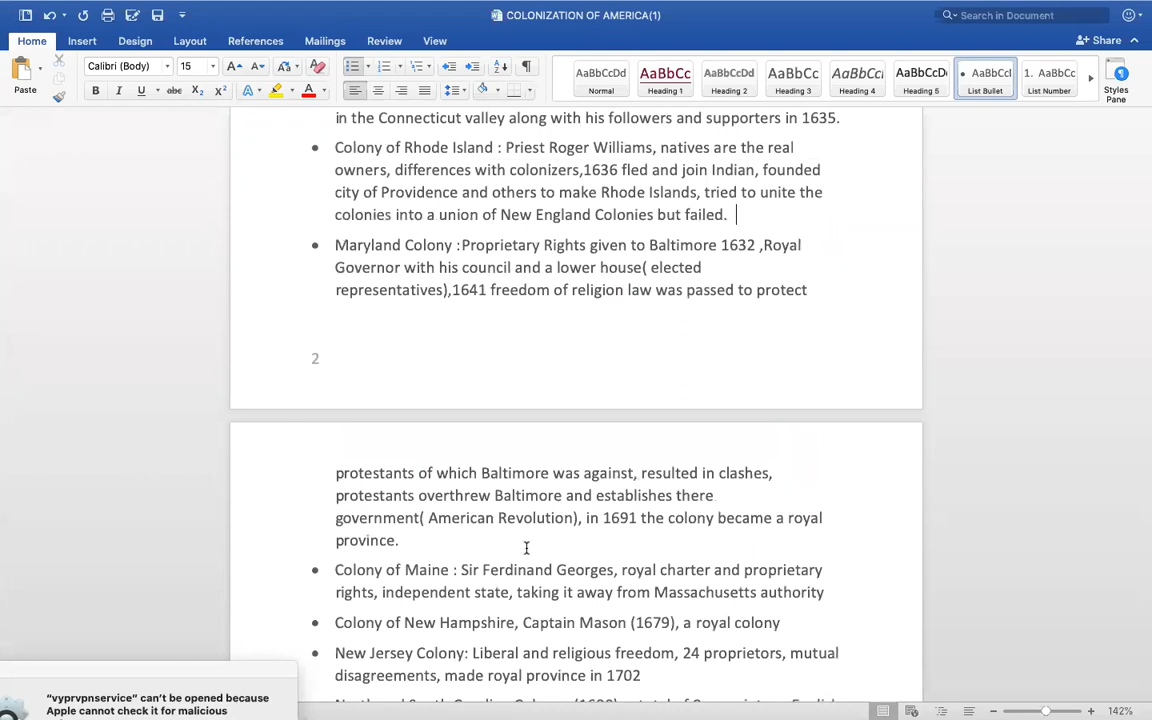 COLONIZATION OF AMERICA(1)
Search in Document
Home Insert Design Layout References Mailings Review View
Share
Paste
Calibri (Body) 15
AaBbCcDd AaBbCc AaBbCcDd AaBbCcDd AaBbCcI AaBbCcD AaBbCcI 1. AaBbCc
Normal Heading 1 Heading 2 Heading 3 Heading 4 Heading 5 List Bullet List Number
Styles
Pane
in the Connecticut valley along with his followers and supporters in 1635.
• Colony of Rhode Island : Priest Roger Williams, natives are the real
owners, differences with colonizers,1636 fled and join Indian, founded
city of Providence and others to make Rhode Islands, tried to unite the
colonies into a union of New England Colonies but failed.
• Maryland Colony :Proprietary Rights given to Baltimore 1632 ,Royal
Governor with his council and a lower house( elected
representatives),1641 freedom of religion law was passed to protect
2
protestants of which Baltimore was against, resulted in clashes,
protestants overthrew Baltimore and establishes there
government( American Revolution), in 1691 the colony became a royal
province.
• Colony of Maine : Sir Ferdinand Georges, royal charter and proprietary
rights, independent state, taking it away from Massachusetts authority
• Colony of New Hampshire, Captain Mason (1679), a royal colony
• New Jersey Colony: Liberal and religious freedom, 24 proprietors, mutual
disagreements, made royal province in 1702
"vyprvpnservice" can't be opened because
Apple cannot check it for malicious
142%